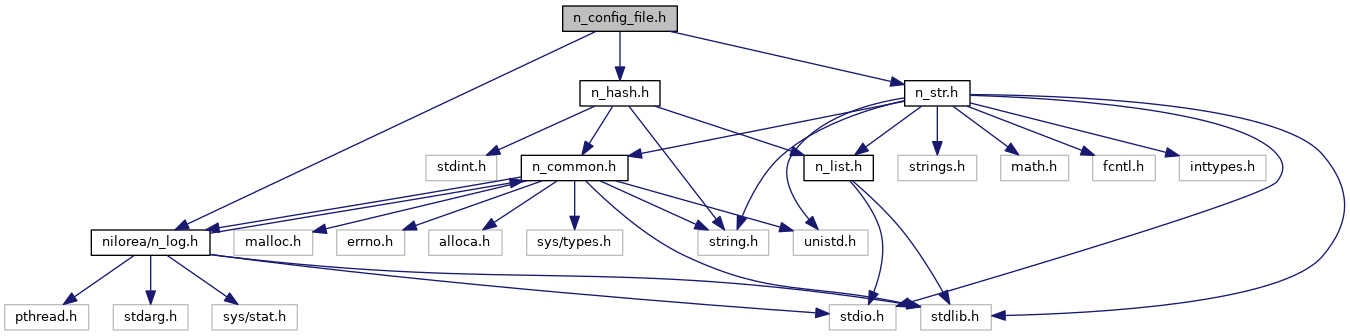 n_config_file.h
n_hash.h
n_str.h
stdint.h
n_common.h
n_list.h
strings.h
math.h
fcntl.h
inttypes.h
nilorea/n_log.h
malloc.h
errno.h
alloca.h
sys/types.h
string.h
unistd.h
pthread.h
stdarg.h
sys/stat.h
stdio.h
stdlib.h